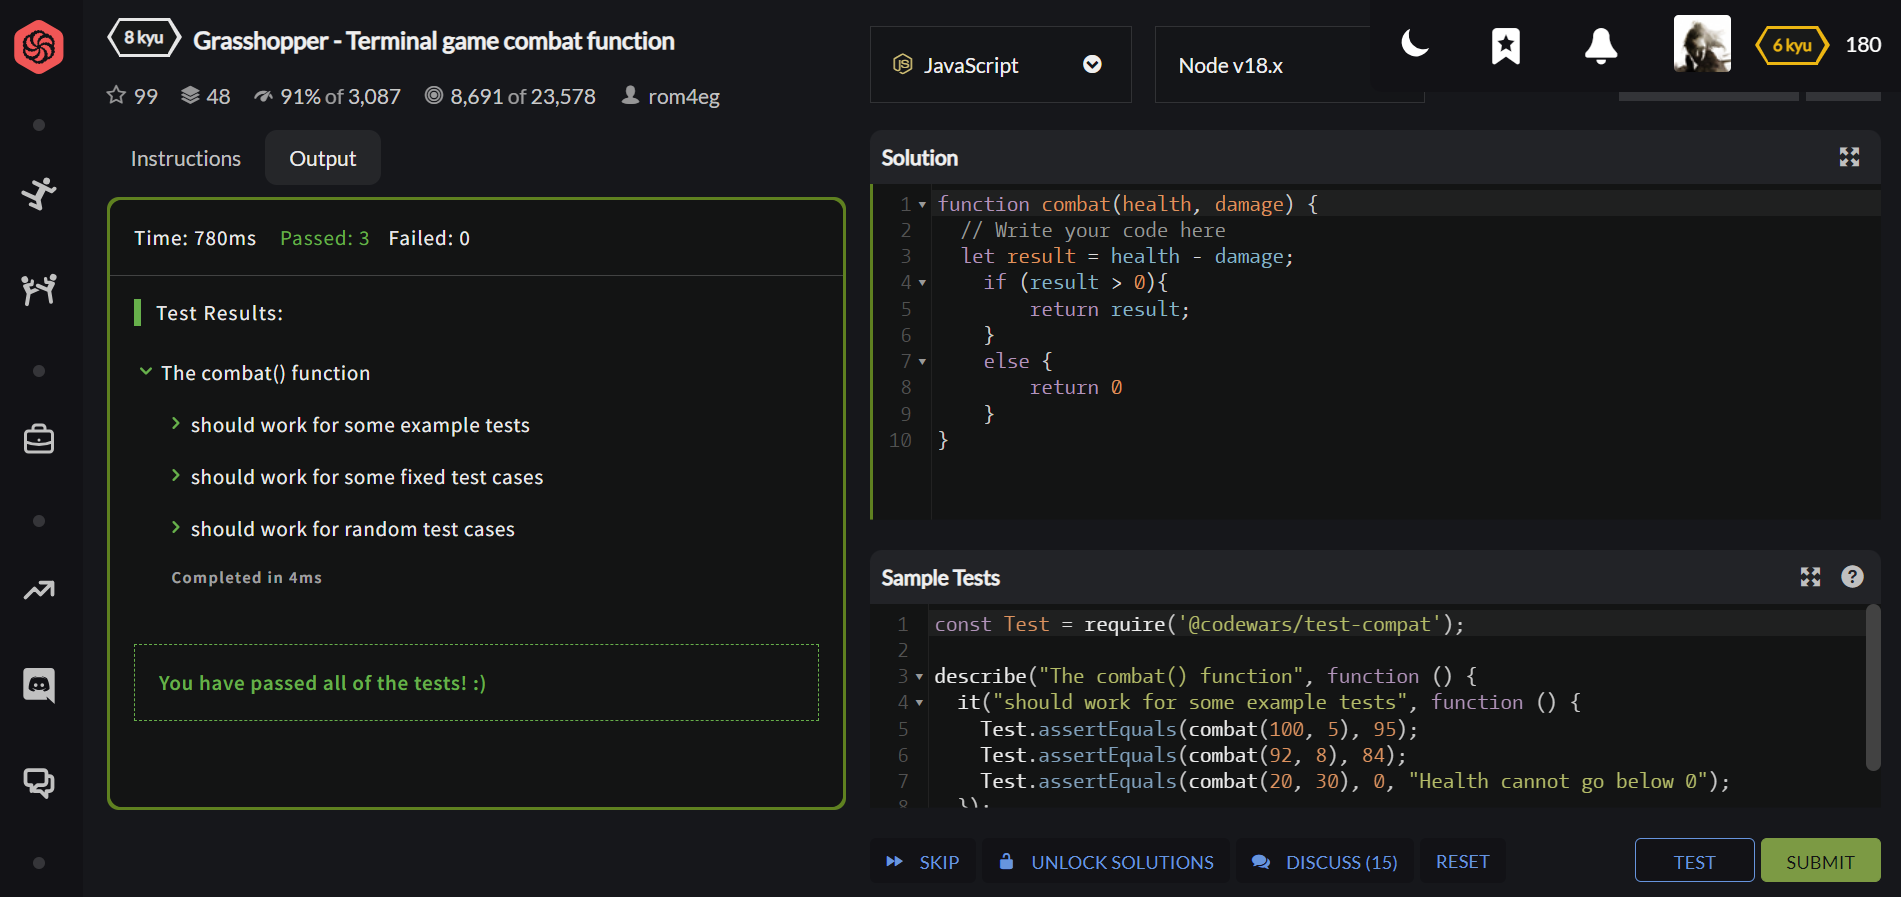 8 kyu Grasshopper - Terminal game combat function
99 48 91% of 3,087 8,691 of 23,578 rom4eg
JavaScript
Node v18.x
6 kyu 180
Instructions Output
Time: 780ms Passed: 3 Failed: 0
Test Results:
The combat() function
should work for some example tests
should work for some fixed test cases
should work for random test cases
Completed in 4ms
You have passed all of the tests! :)
Solution
1 function combat(health, damage) {
2 // Write your code here
3 let result = health - damage;
4 if (result > 0){
5 return result;
6 }
7 else {
8 return 0
9 }
10 }
Sample Tests
1 const Test = require('@codewars/test-compat');
2
3 describe("The combat() function", function () {
4 it("should work for some example tests", function () {
5 Test.assertEquals(combat(100, 5), 95);
6 Test.assertEquals(combat(92, 8), 84);
7 Test.assertEquals(combat(20, 30), 0, "Health cannot go below 0");
8 });
SKIP UNLOCK SOLUTIONS DISCUSS (15) RESET TEST SUBMIT